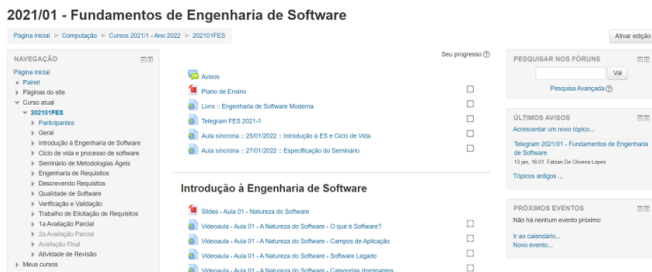 2021/01 - Fundamentos de Engenharia de Software
Página inicial ► Computação ► Cursos 2021/1 - Ano 2022 ► 202101FES
Ativar edição
NAVEGAÇÃO
Página inicial
Painel
Páginas do site
Curso atual
202101FES
Participantes
Geral
Introdução à Engenharia de Software
Ciclo de vida e processo de software
Seminário de Metodologias Ágeis
Engenharia de Requisitos
Descrevendo Requisitos
Qualidade de Software
Verificação e Validação
Trabalho de Elicitação de Requisitos
1a Avaliação Parcial
2a Avaliação Parcial
Avaliação Final
Atividade de Revisão
Meus cursos
Seu progresso
Avisos
Plano de Ensino
Livro :: Engenharia de Software Moderna
Telegram FES 2021-1
Aula síncrona :: 25/01/2022 :: Introdução à ES e Ciclo de Vida
Aula síncrona :: 27/01/2022 :: Especificação do Seminário
Introdução à Engenharia de Software
Slides - Aula 01 - Natureza do Software
Videoaula - Aula 01 - A Natureza do Software - O que é Software?
Videoaula - Aula 01 - A Natureza do Software - Campos de Aplicação
Videoaula - Aula 01 - A Natureza do Software - Software Legado
Videoaula - Aula 01 - A Natureza do Software - Categorias dominantes
PESQUISAR NOS FÓRUNS
Vai
Pesquisa Avançada
ÚLTIMOS AVISOS
Acrescentar um novo tópico...
Telegram 2021/01 - Fundamentos de Engenharia
de Software
13 jan, 16:01 Fabian De Oliveira Lopes
Tópicos antigos ...
PRÓXIMOS EVENTOS
Não há nenhum evento próximo
Ir ao calendário...
Novo evento...